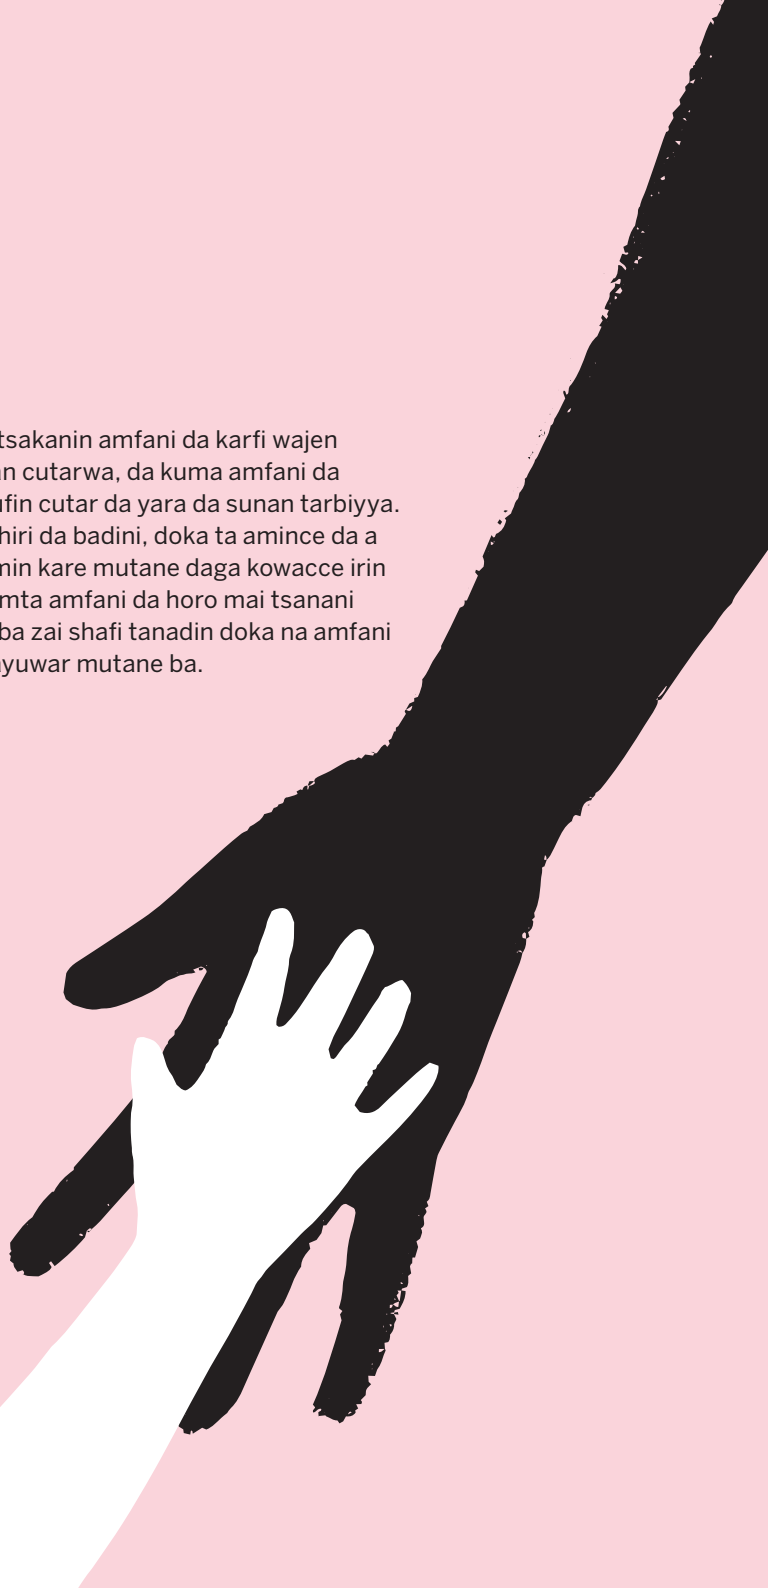 tsakanin amfani da karfi wajen
n cutarwa, da kuma amfani da
fin cutar da yara da sunan tarbiyya.
hiri da badini, doka ta amince da a
min kare mutane daga kowacce irin
mta amfani da horo mai tsanani
ba zai shafi tanadin doka na amfani
yuwar mutane ba.